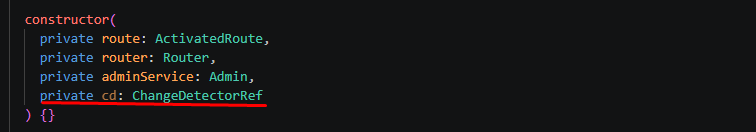 constructor(
private route: ActivatedRoute,
private router: Router,
private adminService: Admin,
private cd: ChangeDetectorRef
) {}